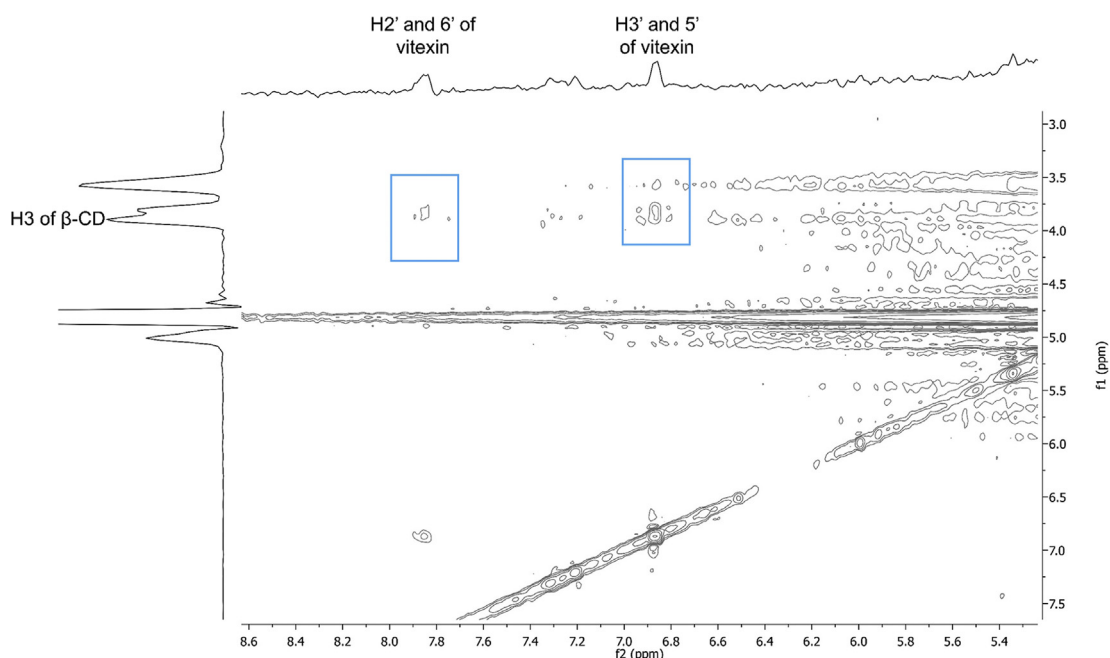 H2’ and 6’ of
vitexin
H3’ and 5’
of vitexin
H3 of β-CD
3.0
3.5
4.0
4.5
5.0
5.5
6.0
6.5
7.0
7.5
f1 (ppm)
8.6 8.4 8.2 8.0 7.8 7.6 7.4 7.2 7.0 6.8 6.6 6.4 6.2 6.0 5.8 5.6 5.4
f2 (ppm)